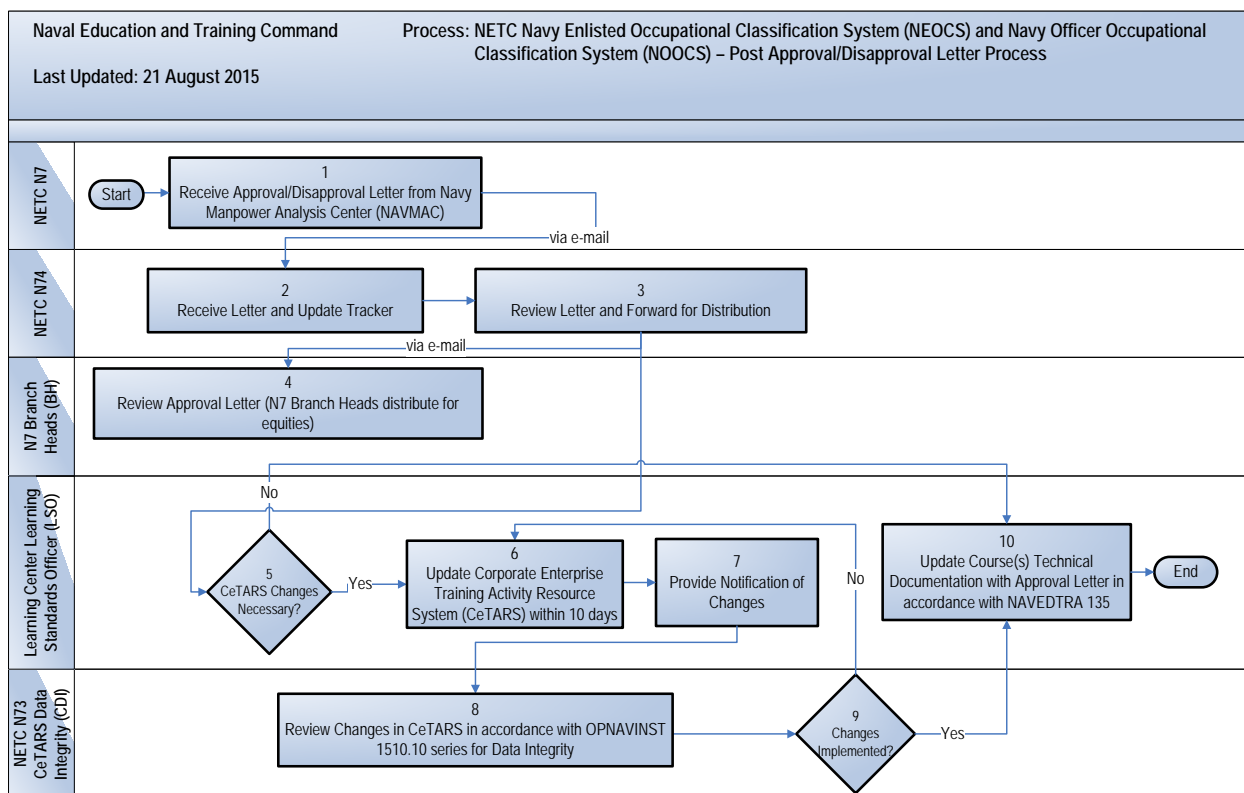 Naval Education and Training Command
Process: NETC Navy Enlisted Occupational Classification System (NEOCS) and Navy Officer Occupational
Classification System (NOOCS) – Post Approval/Disapproval Letter Process
Last Updated: 21 August 2015
NETC N7
Start
1
Receive Approval/Disapproval Letter from Navy
Manpower Analysis Center (NAVMAC)
via e-mail
NETC N74
2
Receive Letter and Update Tracker
3
Review Letter and Forward for Distribution
via e-mail
N7 Branch
Heads (BH)
4
Review Approval Letter (N7 Branch Heads distribute for
equities)
Learning Center Learning
Standards Officer (LSO)
No
5
CeTARS Changes
Necessary?
Yes
6
Update Corporate Enterprise
Training Activity Resource
System (CeTARS) within 10 days
7
Provide Notification of
Changes
No
10
Update Course(s) Technical
Documentation with Approval Letter in
accordance with NAVEDTRA 135
End
NETC N73
CeTARS Data
Integrity (CDI)
8
Review Changes in CeTARS in accordance with OPNAVINST
1510.10 series for Data Integrity
9
Changes
Implemented?
Yes